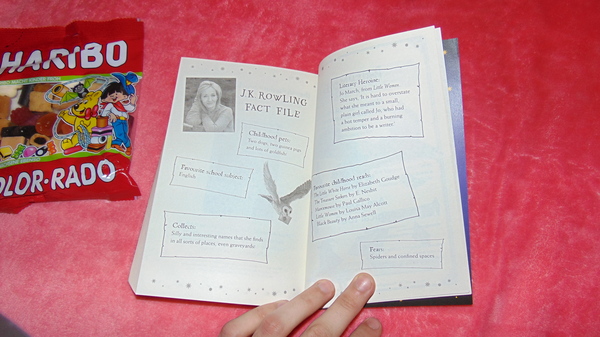 HARIBO
COLOR-RADO
J.K. ROWLING
FACT FILE
Childhood pets:
Two dogs, two guinea pigs
and lots of goldfish
Favourite school subject:
English
Collects:
Silly and interesting names that she finds
in all sorts of places, even graveyards!
Literary Heroine:
Jo March, from Little Women
she says, 'It is hard to overstate
what she meant to a small,
plain girl called Jo, who had
a hot temper and a burning
ambition to be a writer.'
Favourite childhood reads:
The Little White Horse by Elizabeth Goudge
The Treasure Seekers by E. Nesbit
Manxmouse by Paul Gallico
Little Women by Louisa May Alcott
Black Beauty by Anna Sewell
Fears:
Spiders and confined spaces